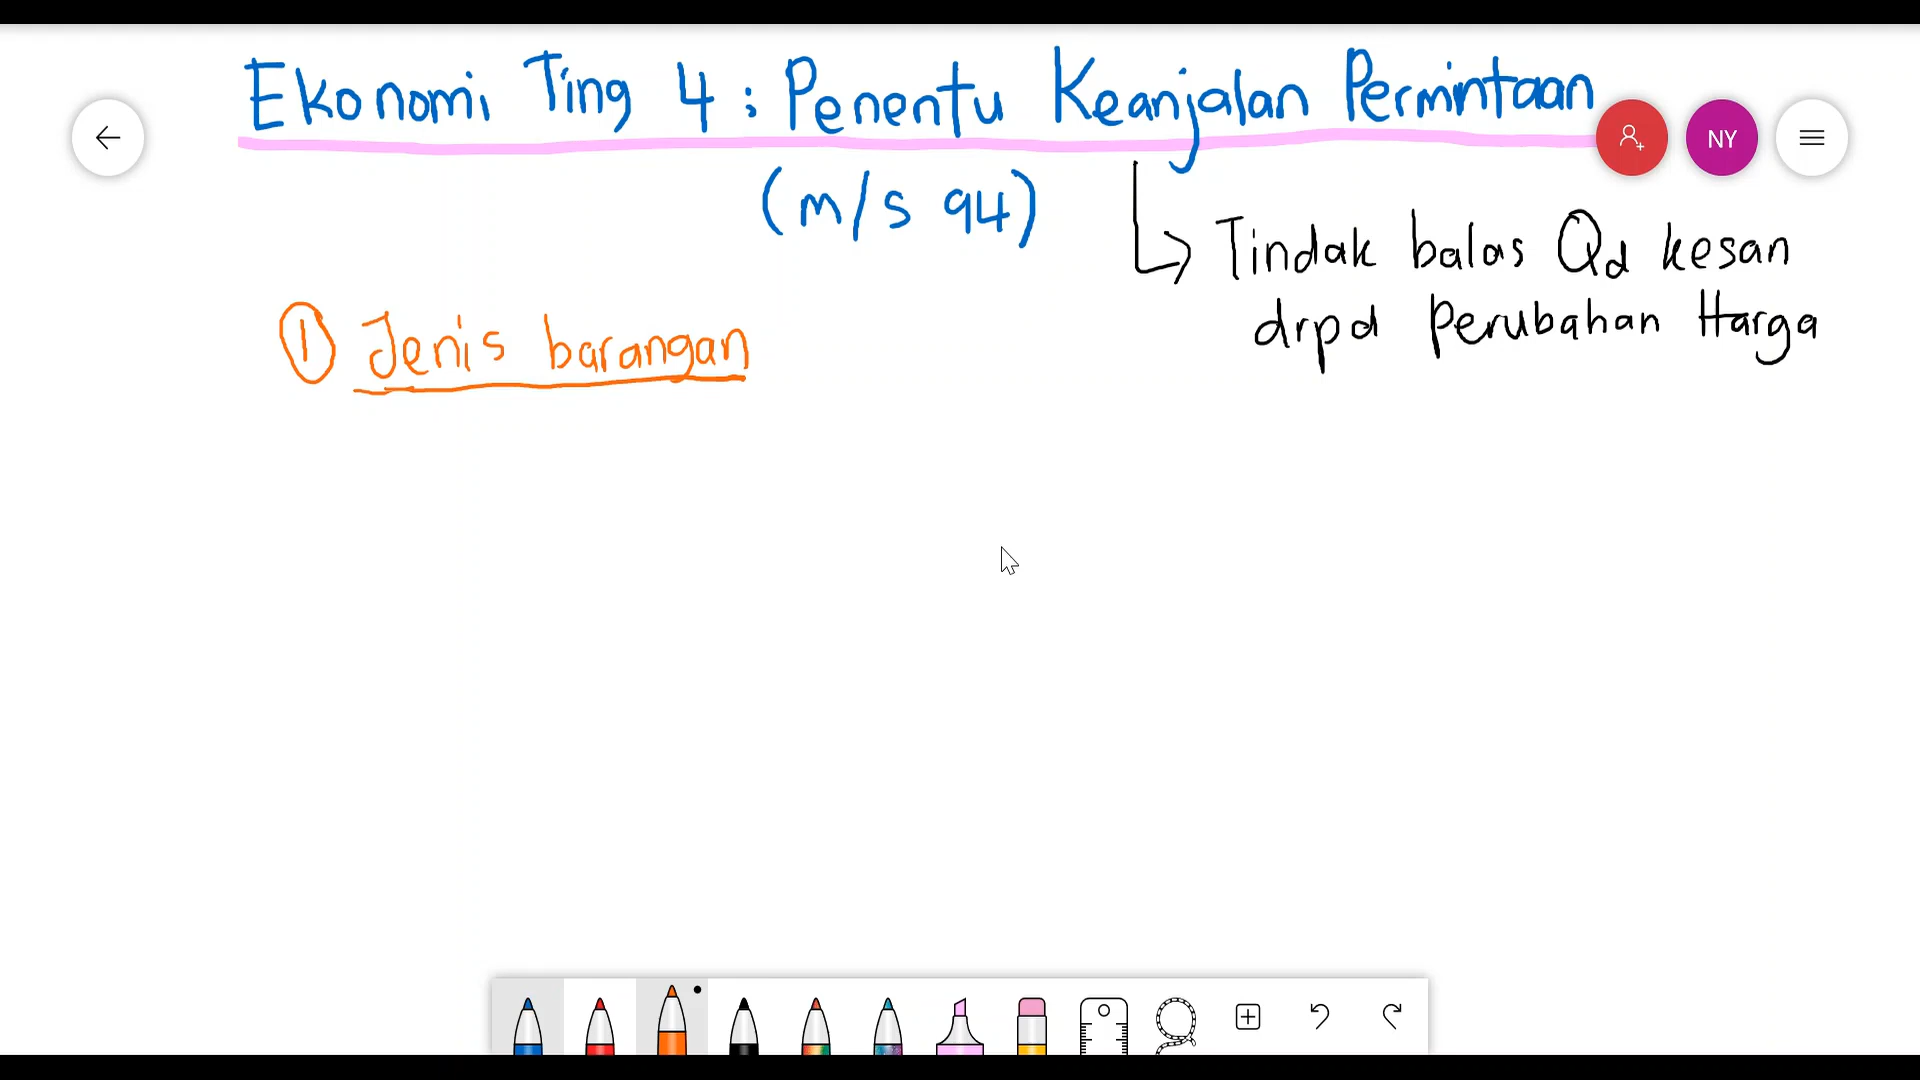 Ekonomi Ting 4 : Penentu Keanjalan Permintaan
NY
(m/s 94)
Tindak balas Qd kesan
drpd Perubahan Harga
1 Jenis barangan